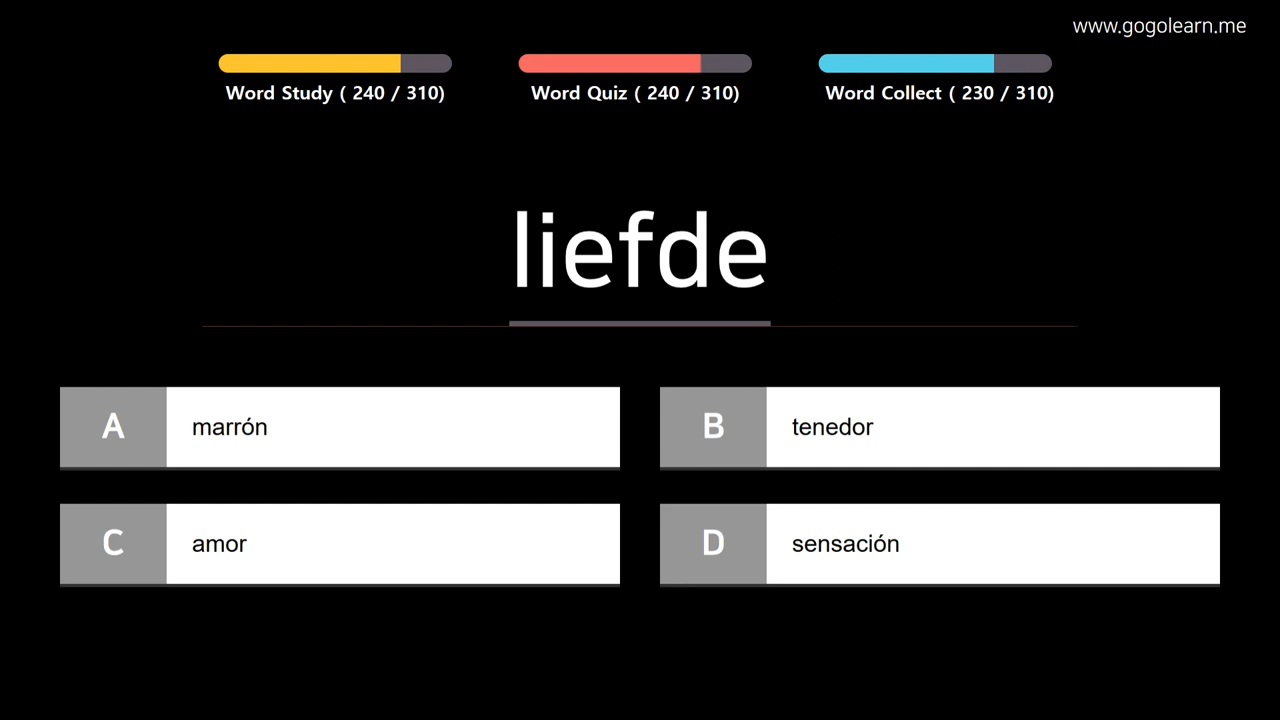 www.gogolearn.me
Word Study ( 240 / 310)
Word Quiz ( 240 / 310)
Word Collect ( 230 / 310)
liefde
A marrón
B tenedor
C amor
D sensación